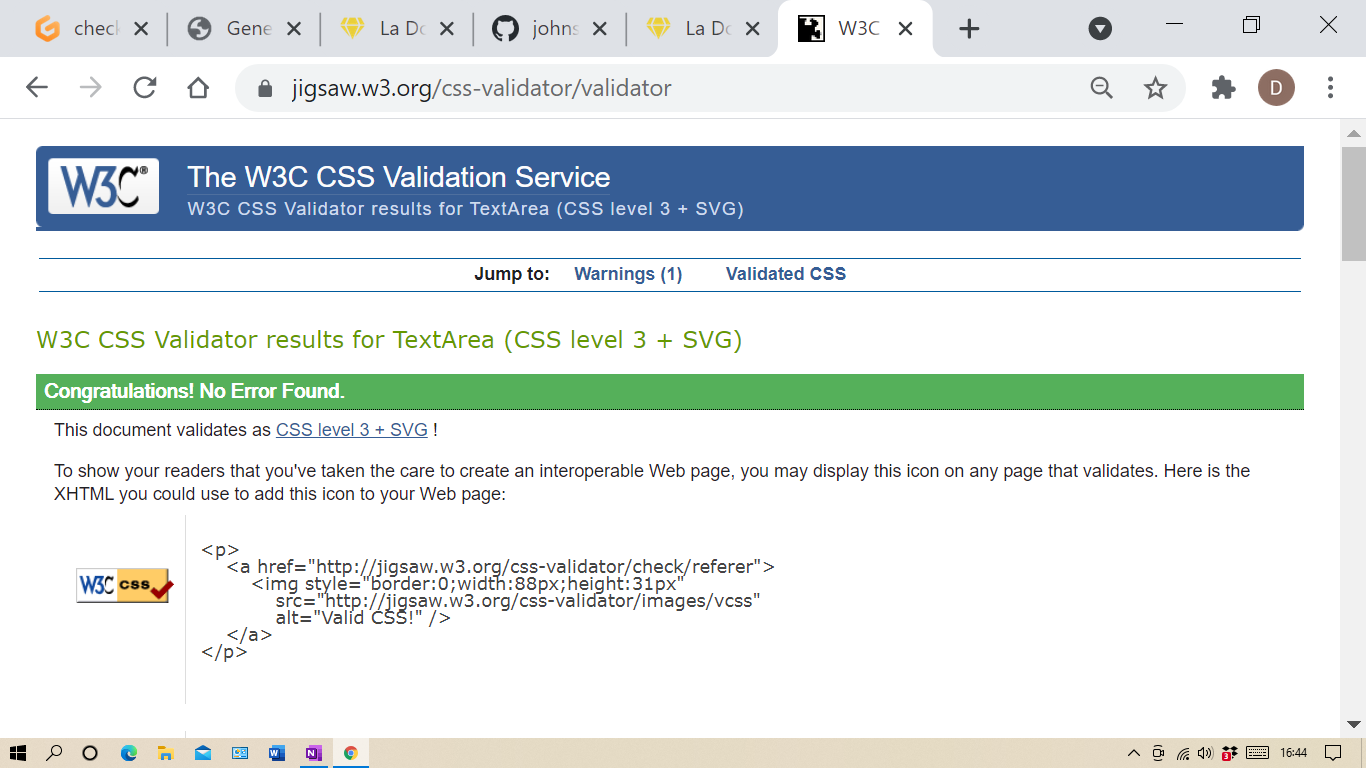 check
Gene
La Do
johns
La Do
W3C
jigsaw.w3.org/css-validator/validator
D
W3C®
The W3C CSS Validation Service
W3C CSS Validator results for TextArea (CSS level 3 + SVG)
Jump to: Warnings (1) Validated CSS
W3C CSS Validator results for TextArea (CSS level 3 + SVG)
Congratulations! No Error Found.
This document validates as CSS level 3 + SVG !
To show your readers that you've taken the care to create an interoperable Web page, you may display this icon on any page that validates. Here is the
XHTML you could use to add this icon to your Web page:
W3C css
<p>
<a href="http://jigsaw.w3.org/css-validator/check/referer">
<img style="border:0;width:88px;height:31px"
src="http://jigsaw.w3.org/css-validator/images/vcss"
alt="Valid CSS!" />
</a>
</p>
W
N
3
16:44